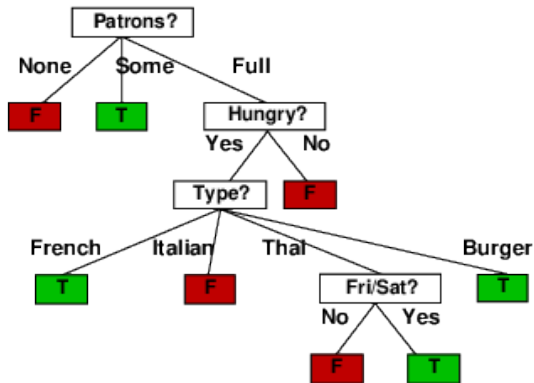 Patrons?
None Some Full
F T Hungry?
Yes No
Type? F
French Italian Thai Burger
T F Fri/Sat? T
No Yes
F T